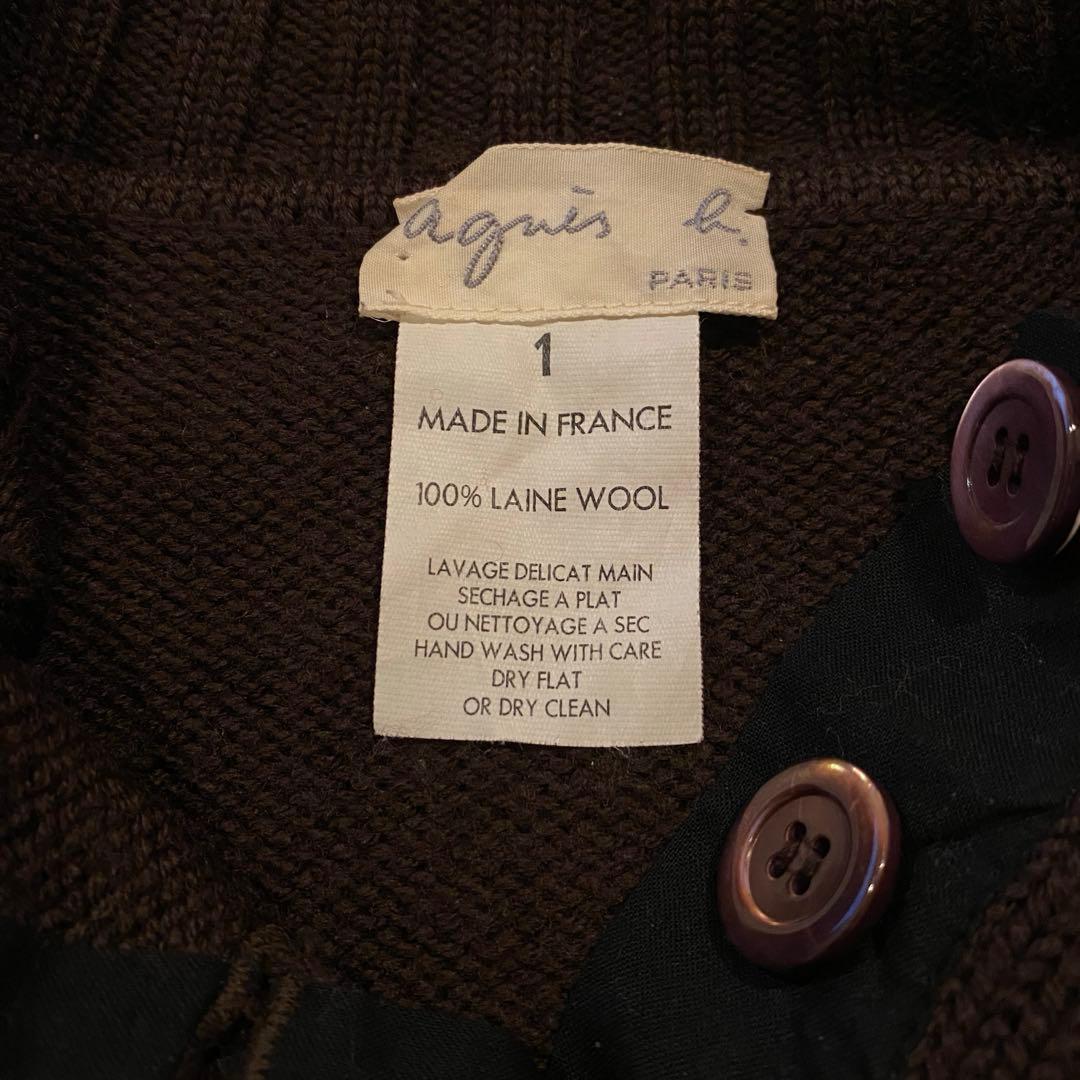 agnès b.
PARIS
1
MADE IN FRANCE
100% LAINE WOOL
LAVAGE DELICAT MAIN
SECHAGE A PLAT
OU NETTOYAGE A SEC
HAND WASH WITH CARE
DRY FLAT
OR DRY CLEAN